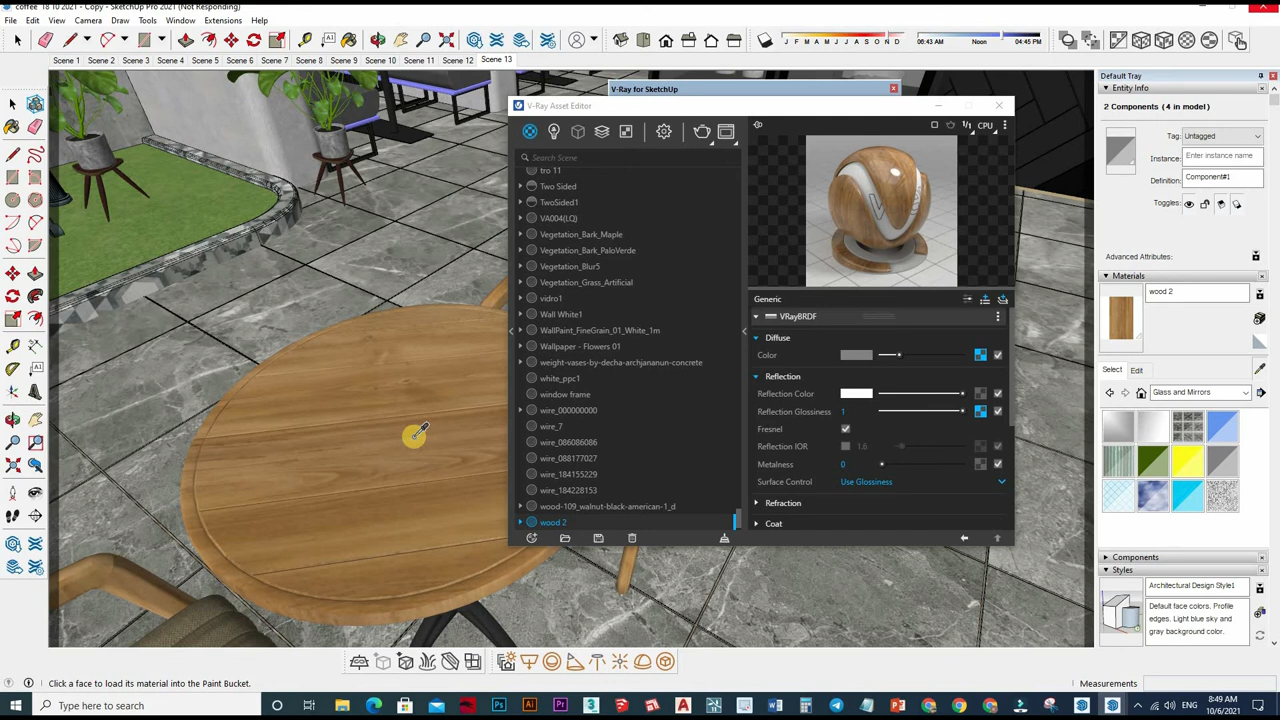 coffee 18 10 2021 - Copy - SketchUp Pro 2021 (Not Responding)
File Edit View Camera Draw Tools Window Extensions Help
J F M A M J J A S O N D 06:43 AM Noon 04:45 PM
Scene 1 Scene 2 Scene 3 Scene 4 Scene 5 Scene 6 Scene 7 Scene 8 Scene 9 Scene 10 Scene 11 Scene 12 Scene 13
V-Ray for SketchUp
V-Ray Asset Editor
CPU
Search Scene
tro 11
Two Sided
TwoSided1
VA004(LQ)
Vegetation_Bark_Maple
Vegetation_Bark_PaloVerde
Vegetation_Blur5
Vegetation_Grass_Artificial
vidro1
Wall White1
WallPaint_FineGrain_01_White_1m
Wallpaper - Flowers 01
weight-vases-by-decha-archjananun-concrete
white_ppc1
window frame
wire_000000000
wire_7
wire_086086086
wire_088177027
wire_184155229
wire_184228153
wood-109_walnut-black-american-1_d
wood 2
Generic
VRayBRDF
Diffuse
Color
Reflection
Reflection Color
Reflection Glossiness 1
Fresnel
Reflection IOR 1.6
Metalness 0
Surface Control Use Glossiness
Refraction
Coat
Default Tray
Entity Info
2 Components (4 in model)
Tag: Untagged
Instance: Enter instance name
Definition: Component#1
Toggles:
Advanced Attributes:
Materials
wood 2
Select Edit
Glass and Mirrors
Components
Styles
Architectural Design Style1
Default face colors. Profile
edges. Light blue sky and
gray background color.
Click a face to load its material into the Paint Bucket.
Measurements
Type here to search
8:49 AM
10/6/2021